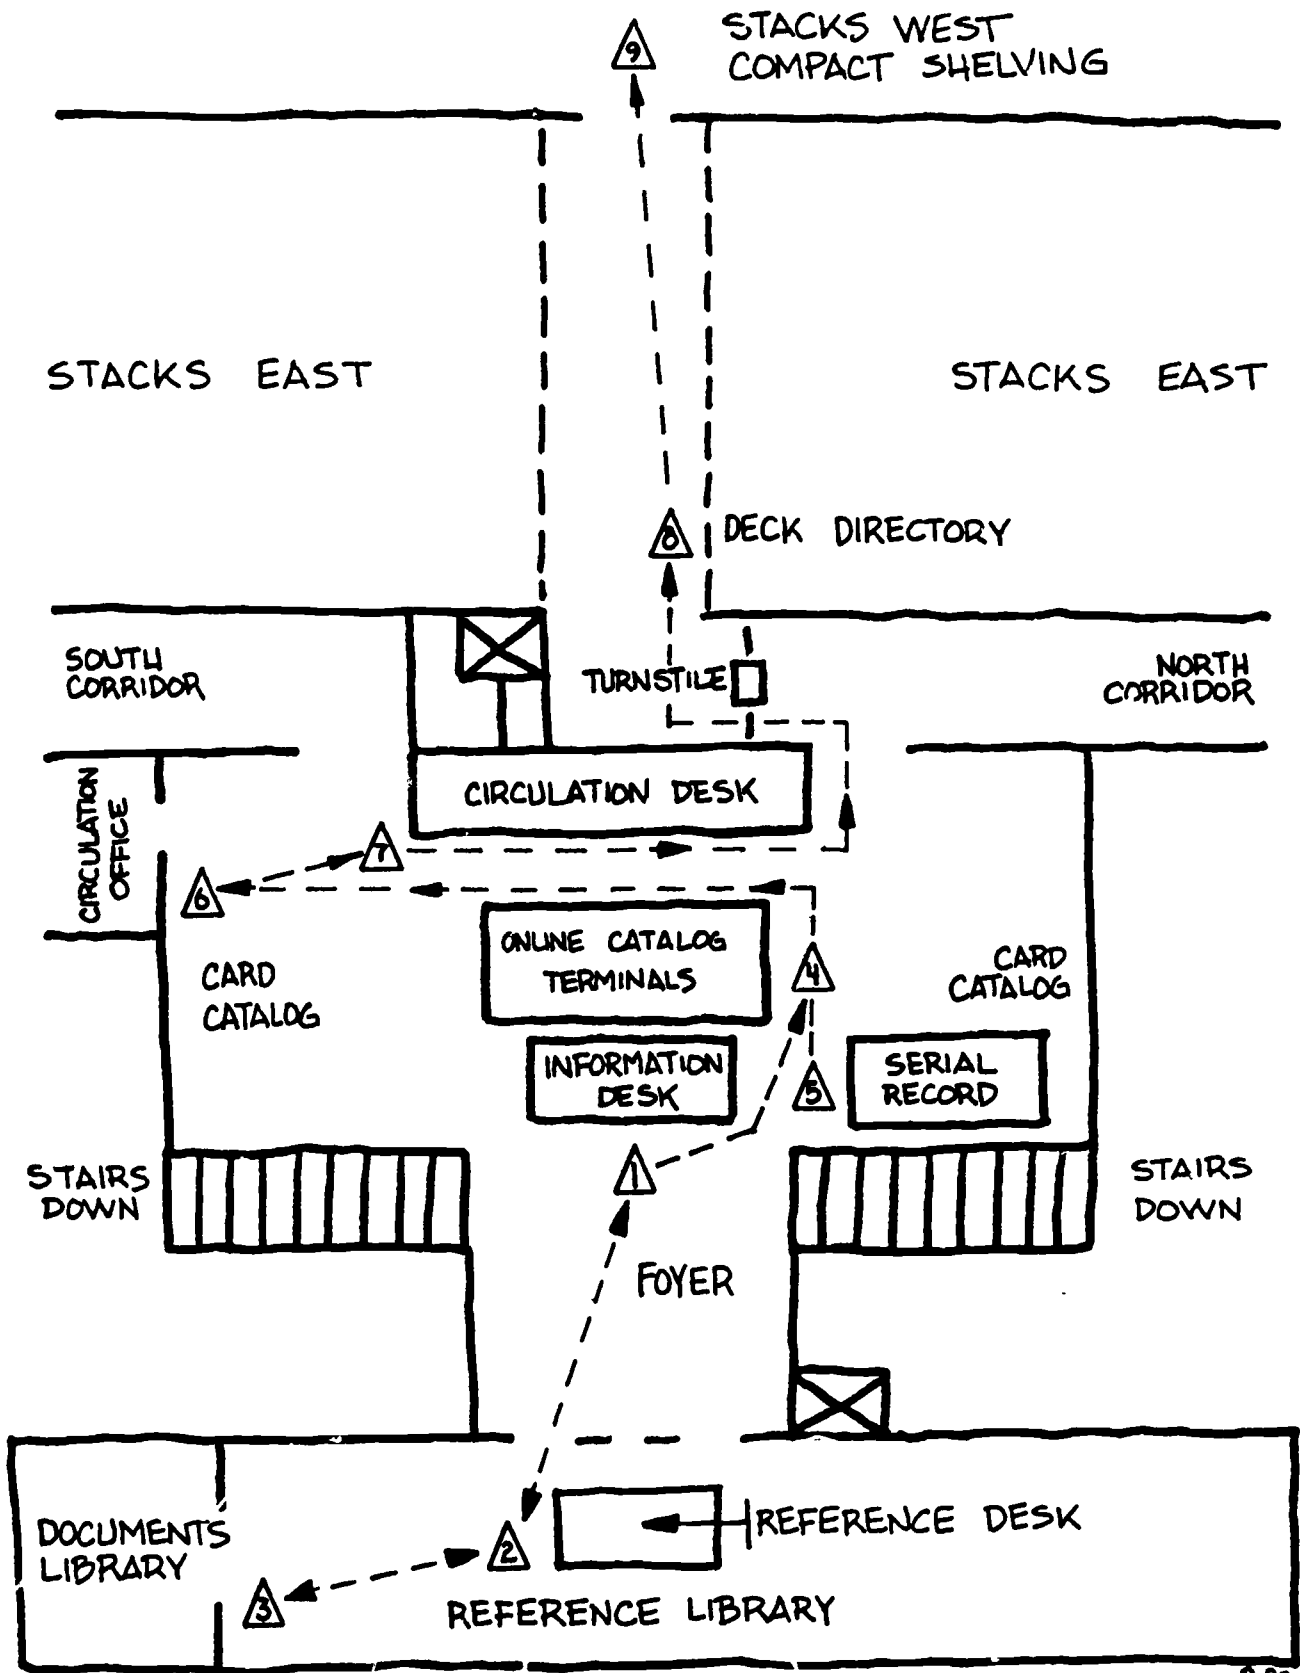 9
STACKS WEST
COMPACT SHELVING
STACKS EAST
STACKS EAST
8
DECK DIRECTORY
SOUTH
CORRIDOR
TURNSTILE
NORTH
CORRIDOR
CIRCULATION
OFFICE
CIRCULATION DESK
7
6
ONLINE CATALOG
TERMINALS
4
CARD
CATALOG
CARD
CATALOG
INFORMATION
DESK
5
SERIAL
RECORD
STAIRS
DOWN
1
STAIRS
DOWN
FOYER
DOCUMENTS
LIBRARY
2
REFERENCE DESK
3
REFERENCE LIBRARY